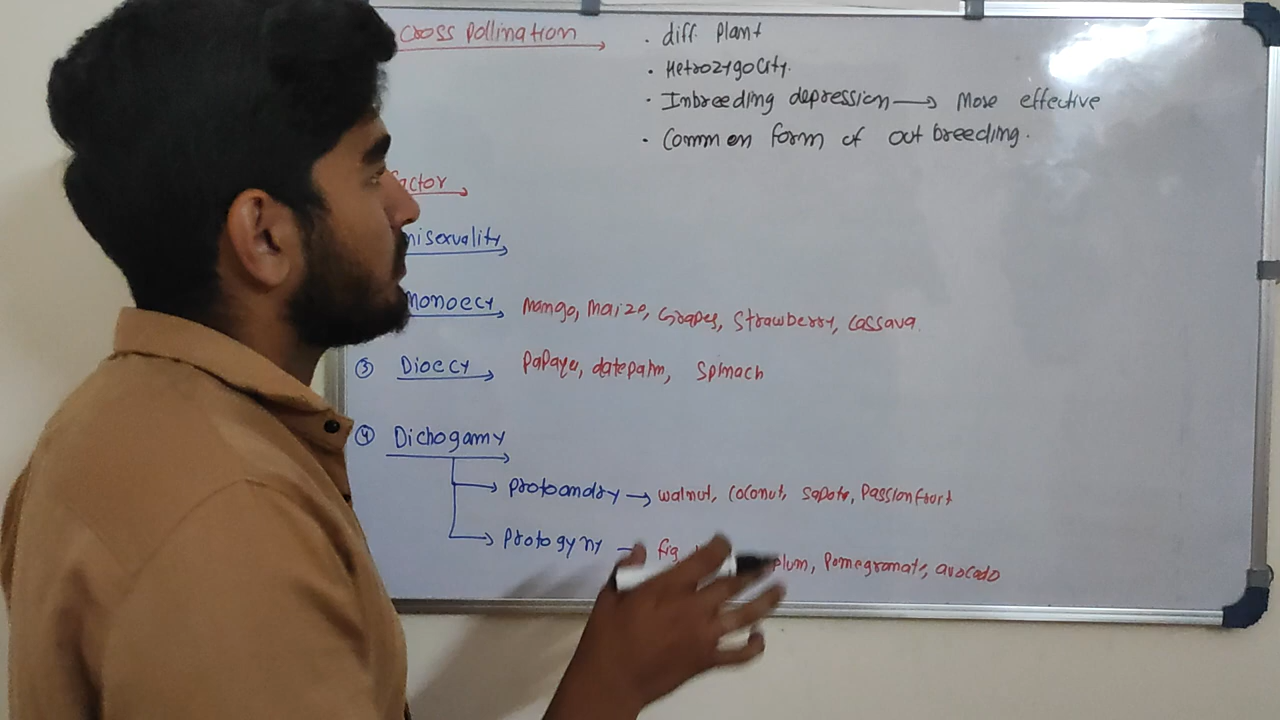 cross pollination
. diff plant
. Hetrozygocity.
. Inbreeding depression → More effective
. Common form of out breeding.
actor
nisexuality
Monoecy mango, maize, Grapes, strawberry, cassava.
③ Dioecy papaya, datepalm, spinach
④ Dichogamy
protoandry → walnut, coconut, sapota, passionfruit
protogyny → fig plum, pomegranate, avocado